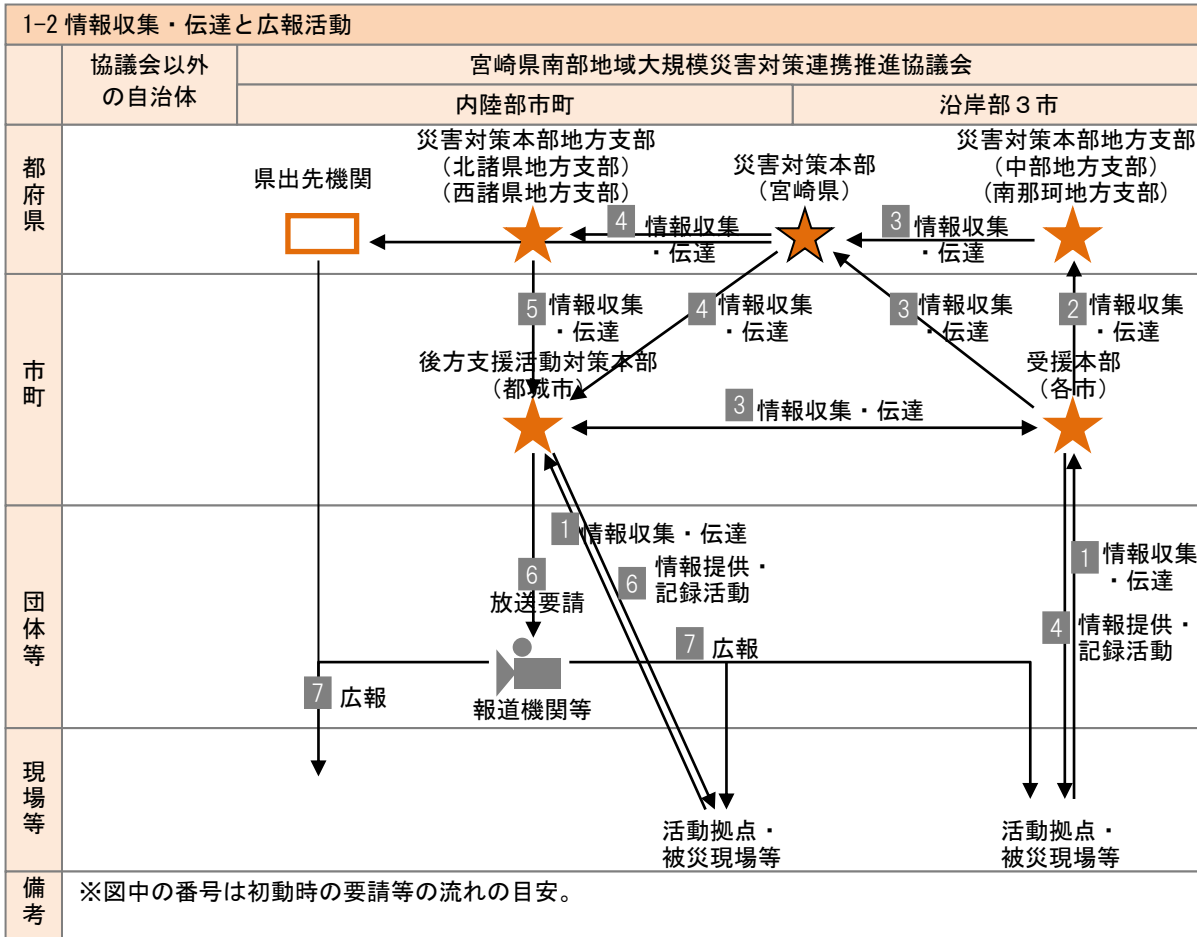 1-2 情報収集・伝達と広報活動
協議会以外
の自治体
宮崎県南部地域大規模災害対策連携推進協議会
内陸部市町
沿岸部３市
都府県
県出先機関
災害対策本部地方支部
（北諸県地方支部）
（西諸県地方支部）
災害対策本部
（宮崎県）
災害対策本部地方支部
（中部地方支部）
（南那珂地方支部）
4 情報収集
・伝達
3 情報収集
・伝達
市町
5 情報収集
・伝達
4 情報収集
・伝達
3 情報収集
・伝達
2 情報収集
・伝達
後方支援活動対策本部
（都城市）
受援本部
（各市）
3 情報収集・伝達
団体等
1 情報収集・伝達
6 情報提供・
記録活動
6
放送要請
1 情報収集
・伝達
4 情報提供・
記録活動
7 広報
7 広報
報道機関等
現場等
活動拠点・
被災現場等
活動拠点・
被災現場等
備考
※図中の番号は初動時の要請等の流れの目安。